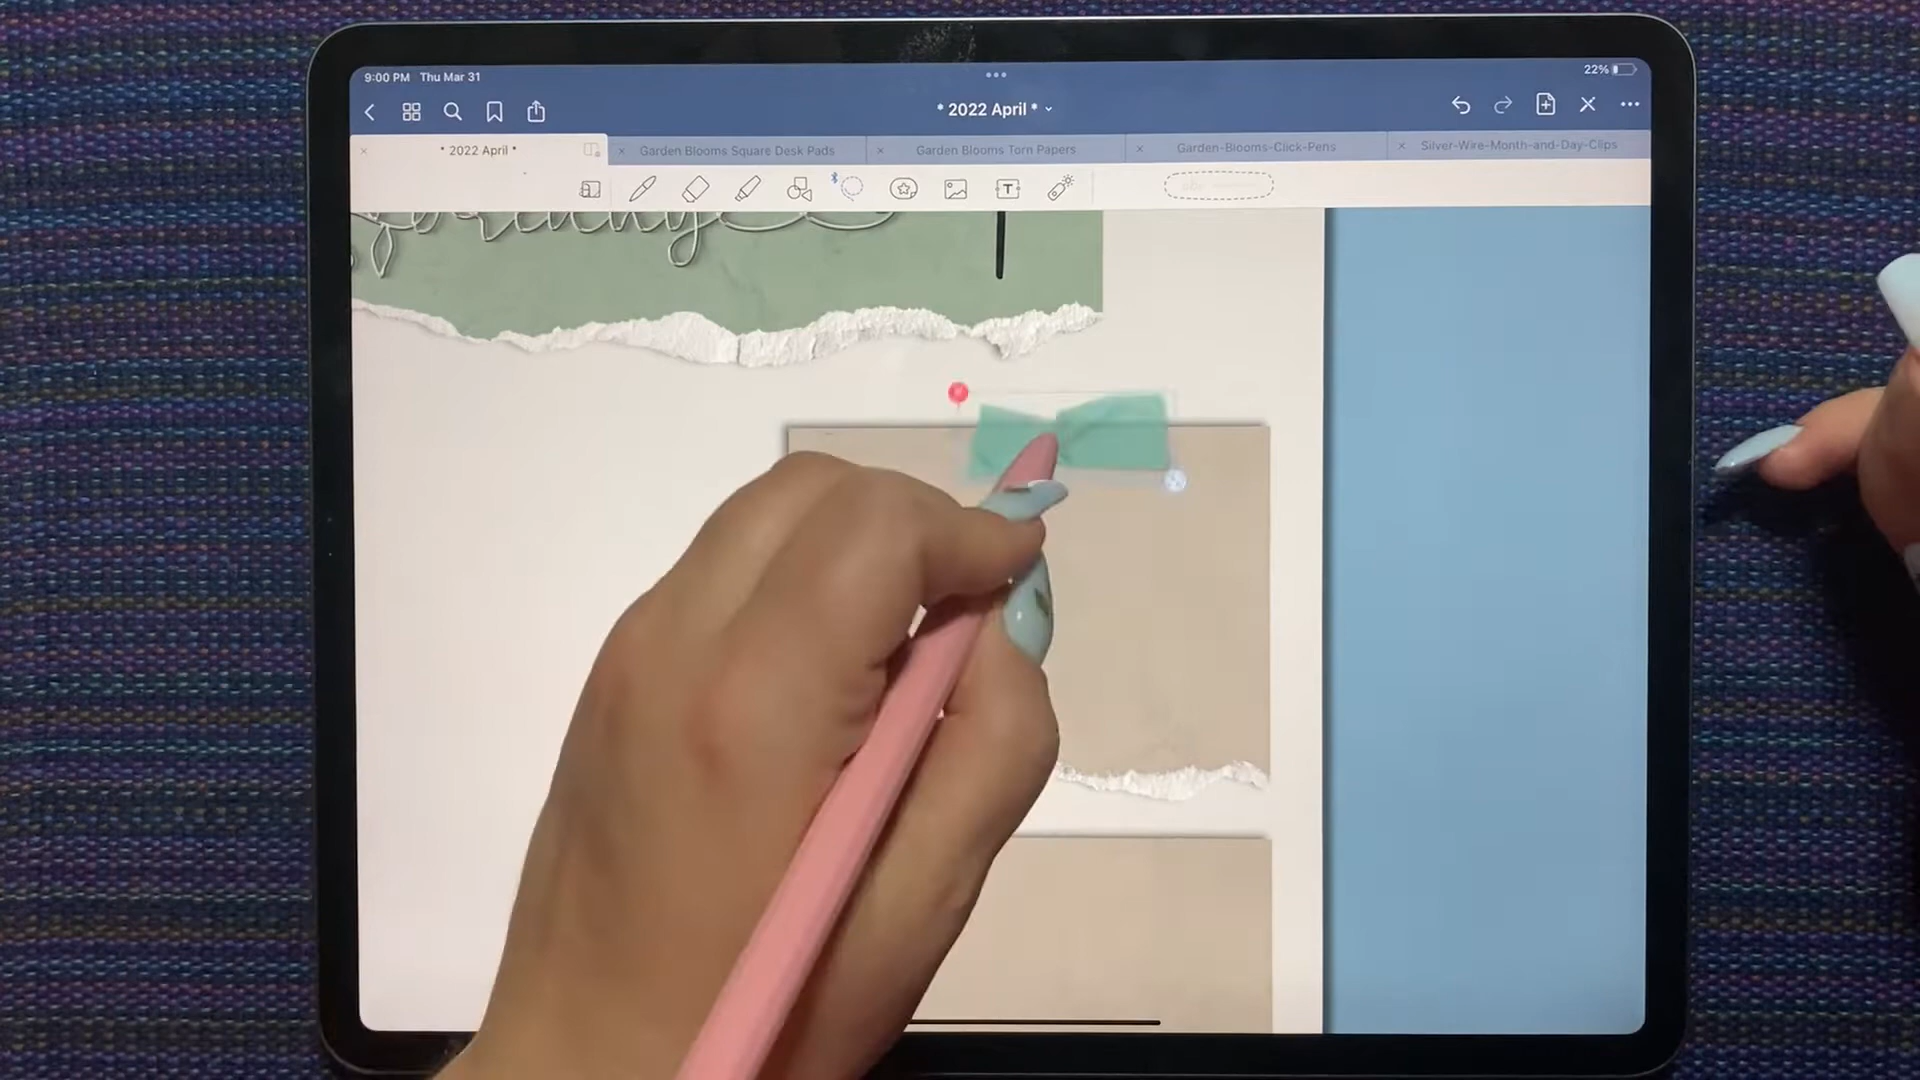 9:00 PM Thu Mar 31
22%
* 2022 April *
* 2022 April *
Garden Blooms Square Desk Pads
Garden Blooms Torn Papers
Garden-Blooms-Click-Pens
Silver-Wire-Month-and-Day-Clips
T